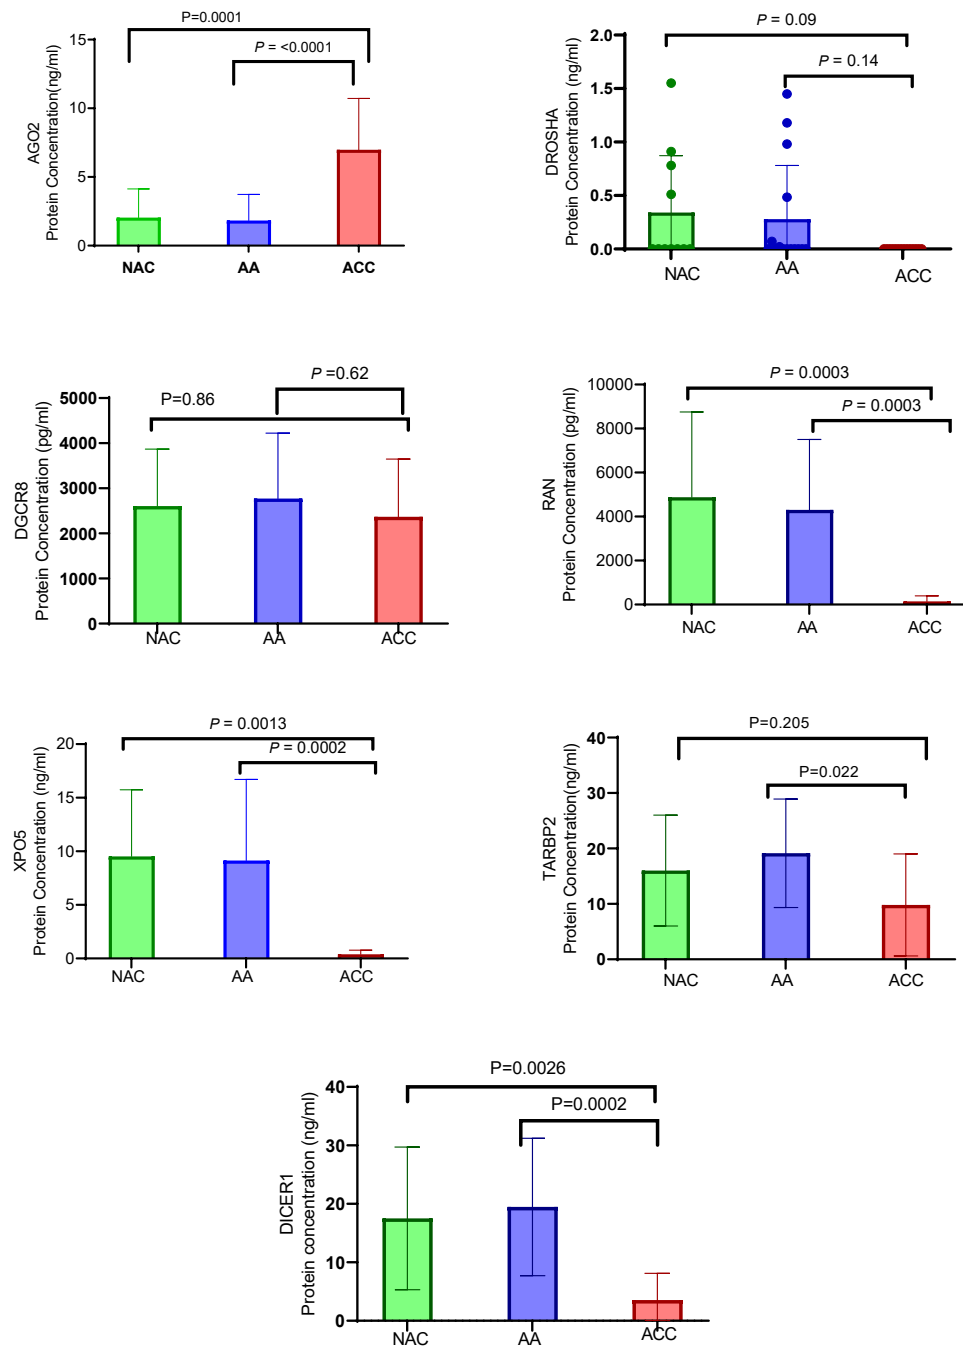 P=0.0001
P = <0.0001
AGO2
Protein Concentration(ng/ml)
15
10
5
0
NAC AA ACC
P = 0.09
P = 0.14
DROSHA
Protein Concentration (ng/ml)
2.0
1.5
1.0
0.5
0.0
NAC AA ACC
P =0.62
P=0.86
DGCR8
Protein Concentration (pg/ml)
5000
4000
3000
2000
1000
0
NAC AA ACC
P = 0.0003
P = 0.0003
RAN
Protein Concentration (pg/ml)
10000
8000
6000
4000
2000
0
NAC AA ACC
P = 0.0013
P = 0.0002
XPO5
Protein Concentration (ng/ml)
20
15
10
5
0
NAC AA ACC
P=0.205
P=0.022
TARBP2
Protein Concentration(ng/ml)
40
30
20
10
0
NAC AA ACC
P=0.0026
P=0.0002
DICER1
Protein concentration (ng/ml)
40
30
20
10
0
NAC AA ACC